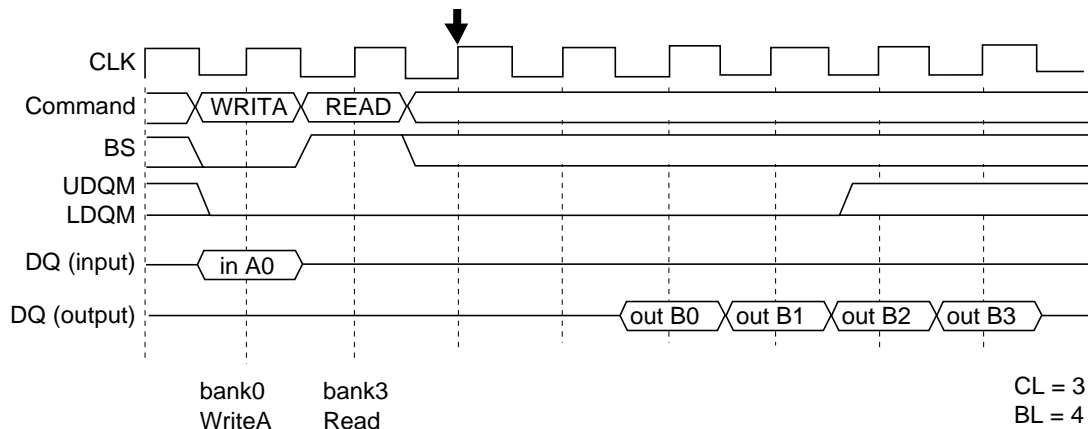 CLK
Command WRITA READ
BS
UDQM
LDQM
DQ (input) in A0
DQ (output) out B0 out B1 out B2 out B3
bank0 bank3 CL = 3
WriteA Read BL = 4